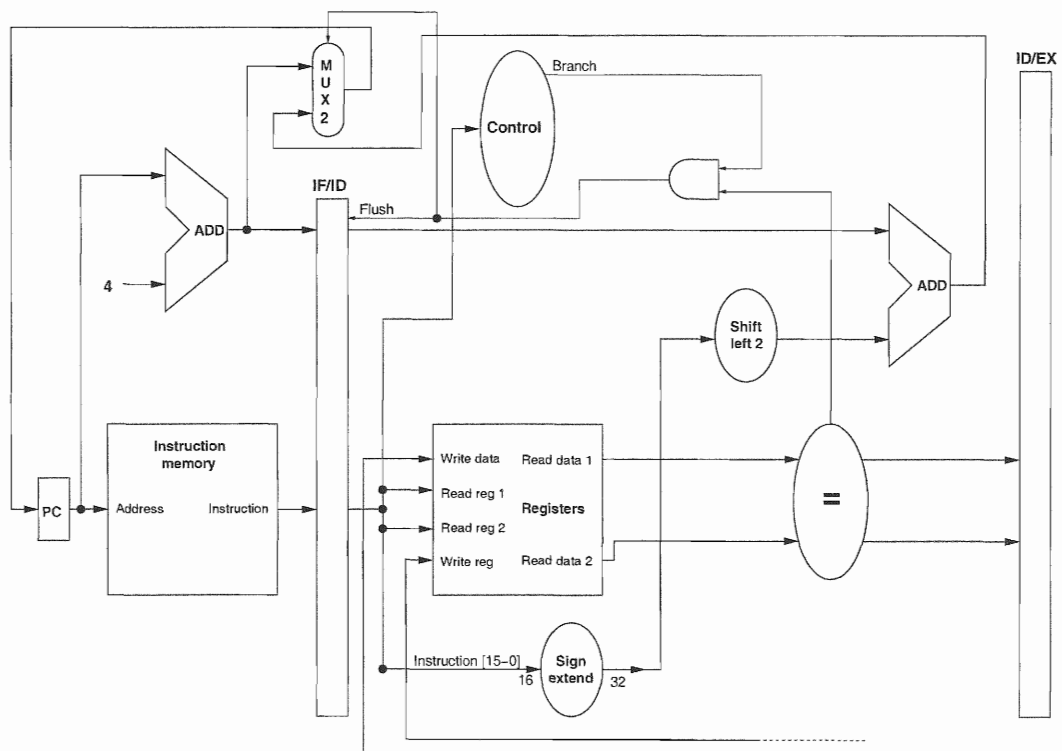 M
U
X
2
Branch
ID/EX
Control
IF/ID
Flush
ADD
4
ADD
Shift
left 2
Instruction
memory
Address
Instruction
PC
Write data
Read data 1
Read reg 1
Registers
Read reg 2
Write reg
Read data 2
=
Instruction [15–0]
16
Sign
extend
32